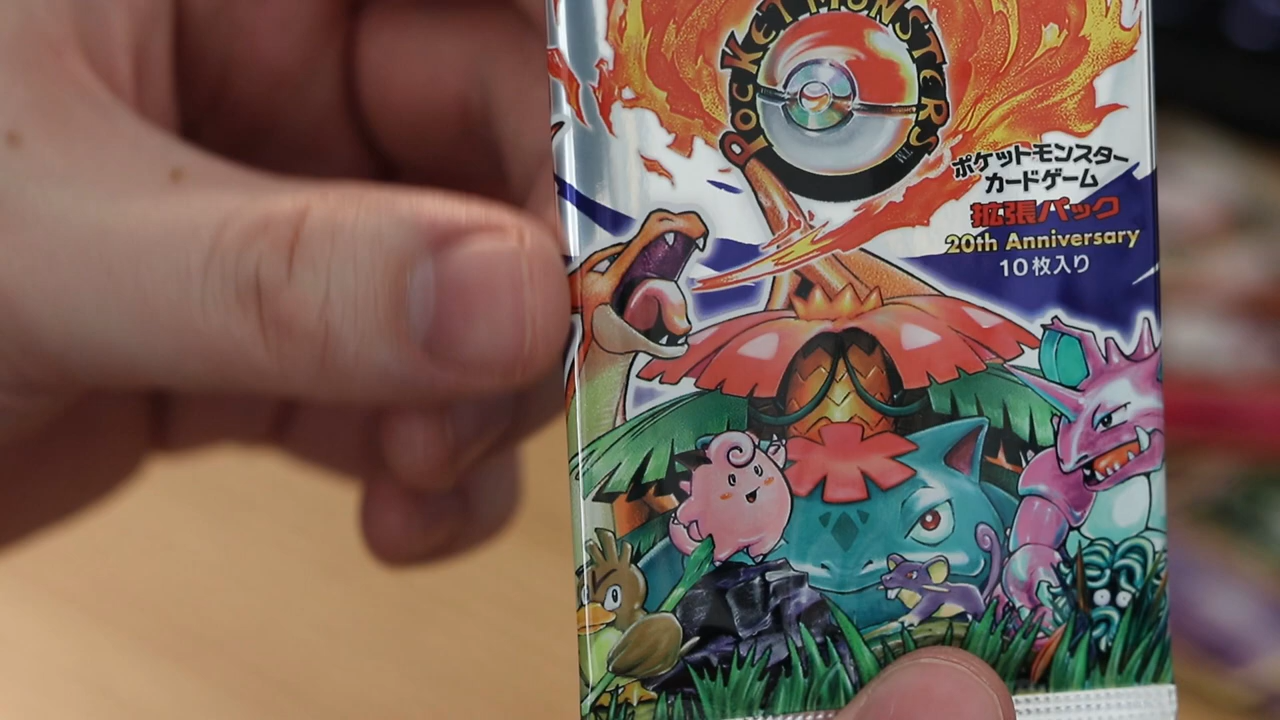 POCKET MONSTERS
TM
ポケットモンスター
カードゲーム
拡張パック
20th Anniversary
10枚入り